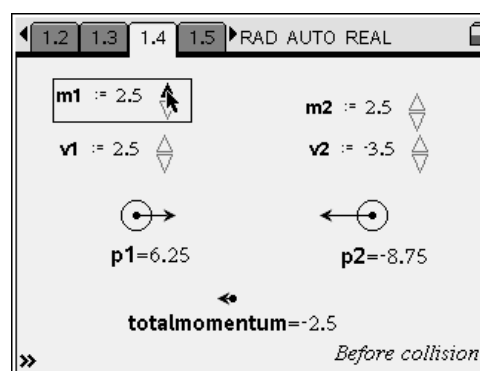 1.2 1.3 1.4 1.5 RAD AUTO REAL
m1 := 2.5
m2 := 2.5
v1 := 2.5
v2 := -3.5
p1=6.25
p2=-8.75
totalmomentum=-2.5
Before collision
»